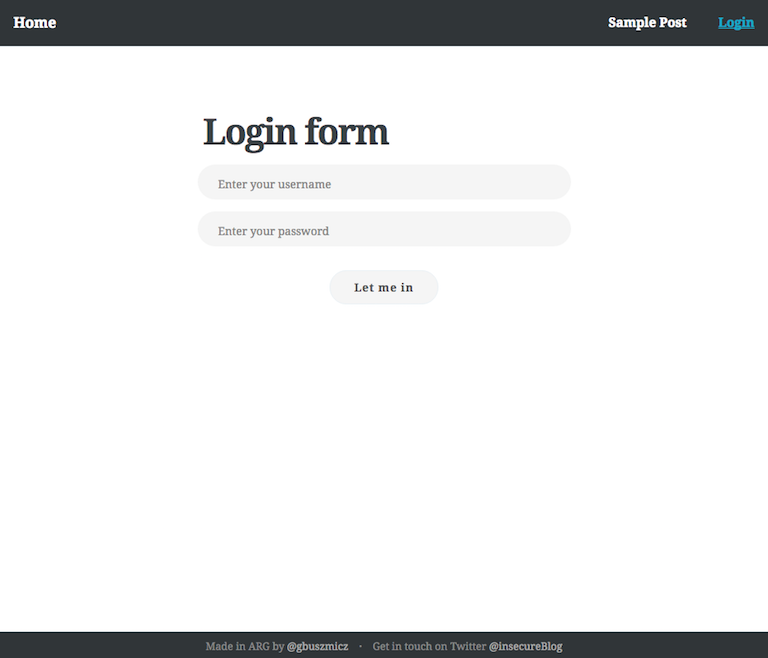 Home Sample Post Login
Login form
Enter your username
Enter your password
Let me in
Made in ARG by @gbuszmicz · Get in touch on Twitter @insecureBlog